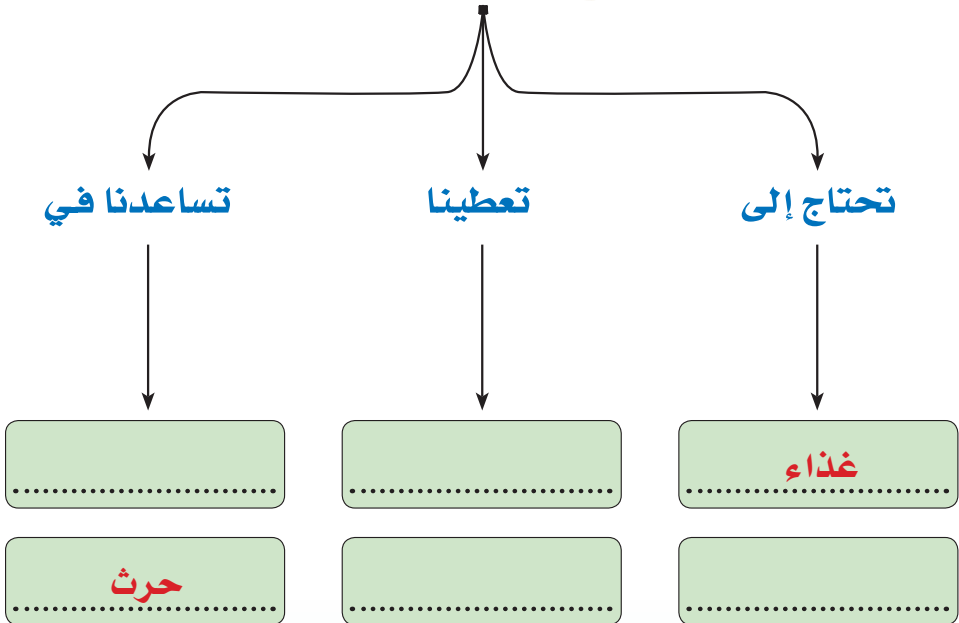 تحتاج إلى
تعطينا
تساعدنا في
غذاء
حرث